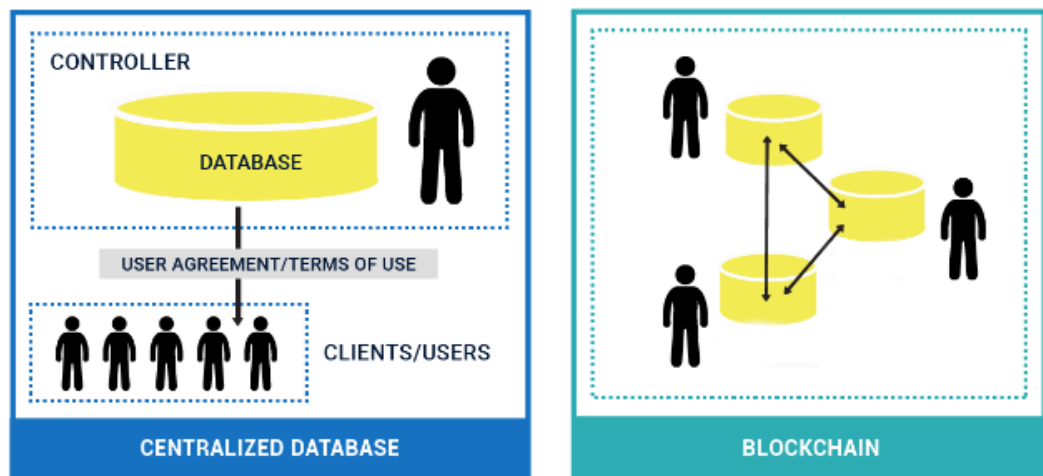 CONTROLLER
DATABASE
USER AGREEMENT/TERMS OF USE
CLIENTS/USERS
CENTRALIZED DATABASE
BLOCKCHAIN